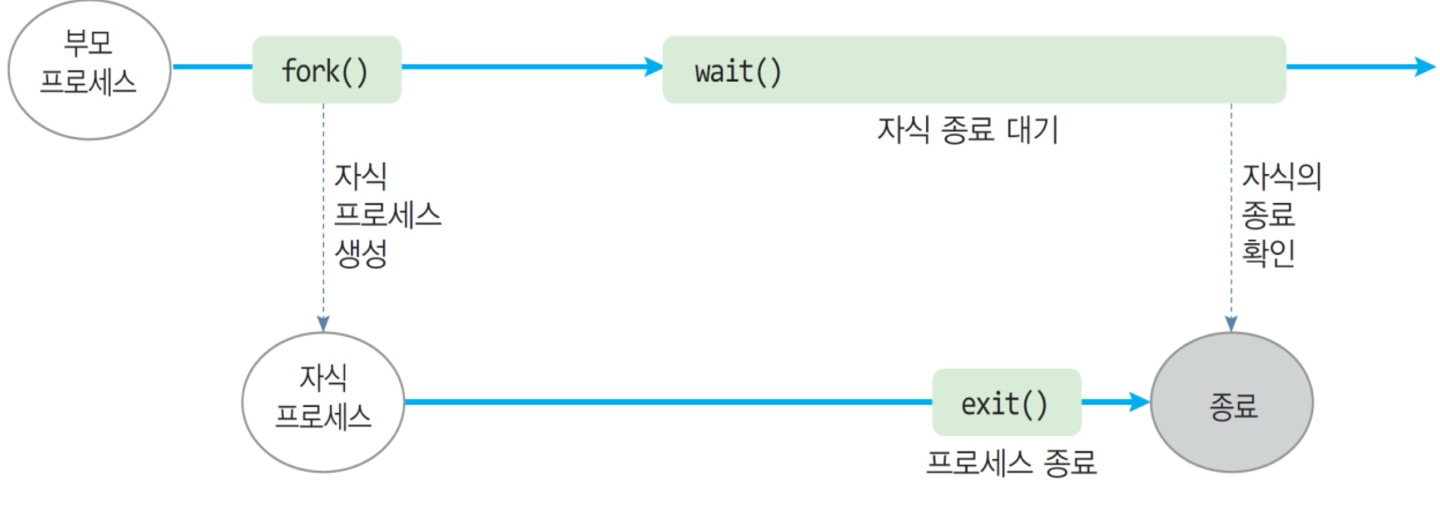 부모
프로세스
fork()
wait()
자식 종료 대기
자식
프로세스
생성
자식의
종료
확인
자식
프로세스
exit()
프로세스 종료
종료